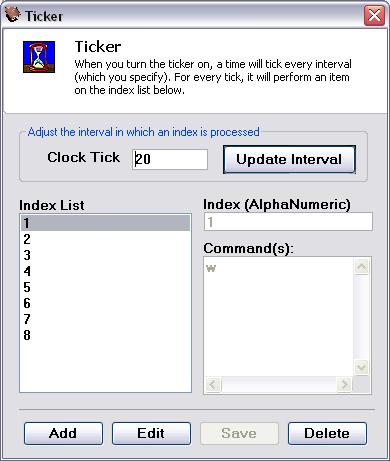 Ticker
Ticker
When you turn the ticker on, a time will tick every interval
(which you specify). For every tick, it will perform an item
on the index list below.
Adjust the interval in which an index is processed
Clock Tick 20 Update Interval
Index List
1
2
3
4
5
6
7
8
Index (AlphaNumeric)
1
Command(s):
w
Add Edit Save Delete